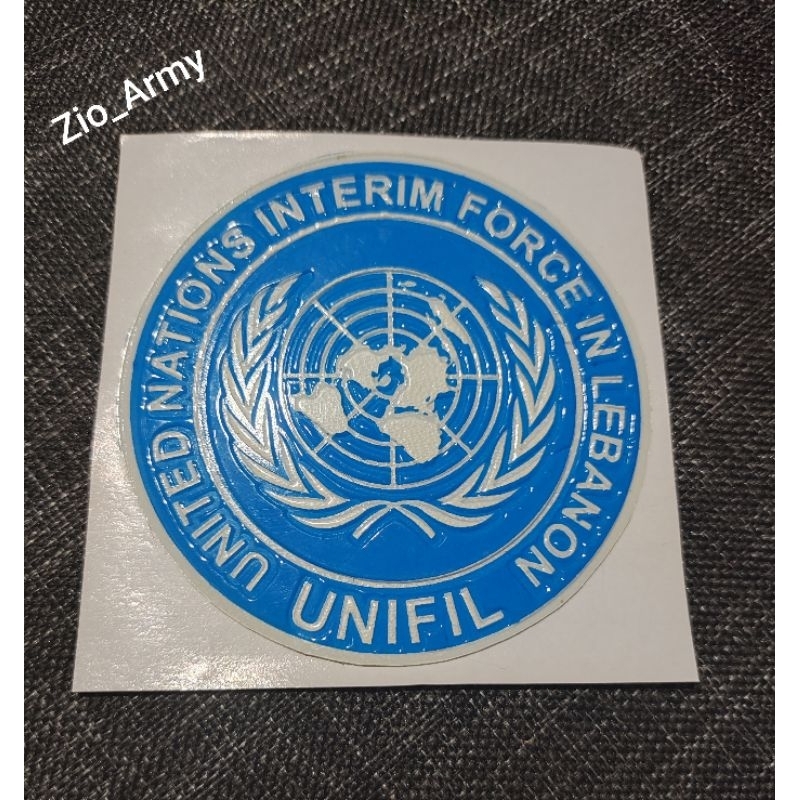 Zio_Army
UNITED NATIONS INTERIM FORCE IN LEBANON
UNIFIL